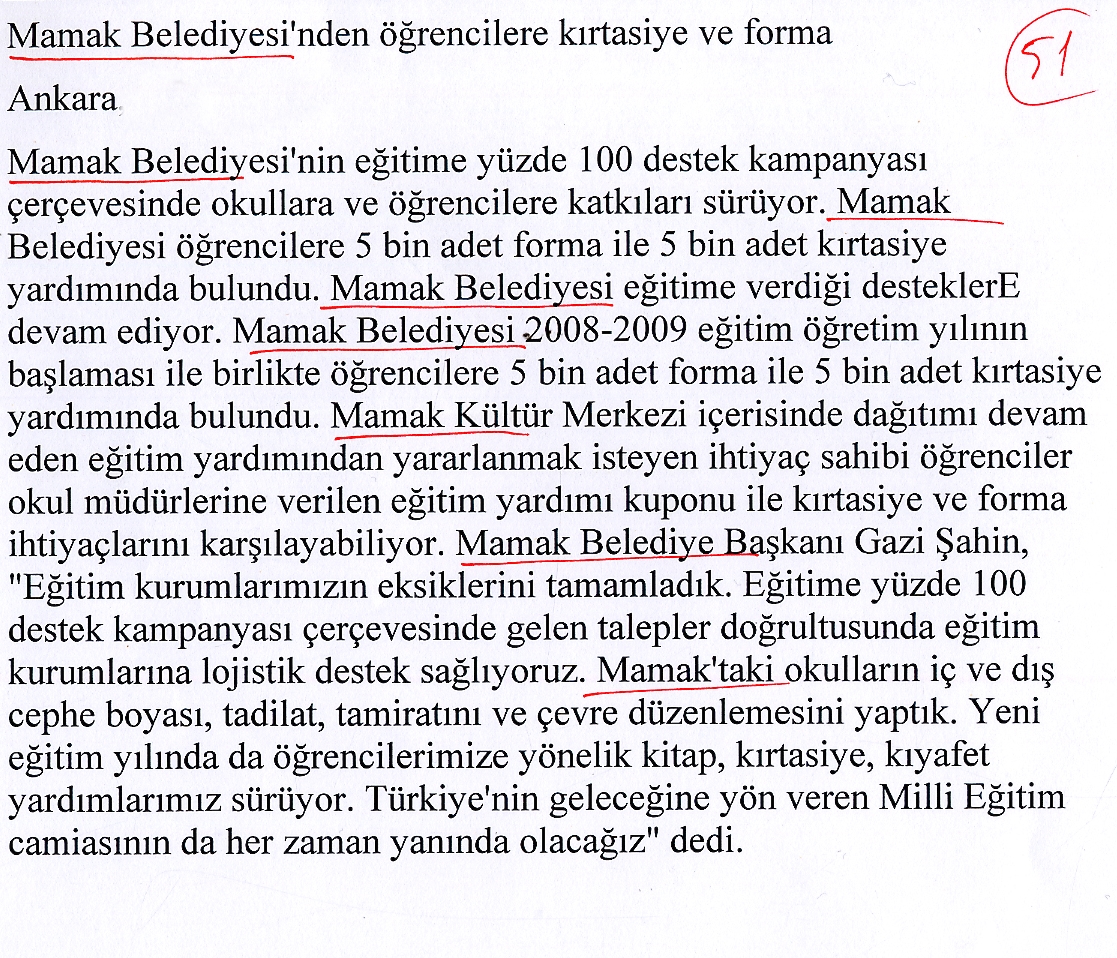 Mamak Belediyesi'nden öğrencilere kırtasiye ve forma
51
Ankara
Mamak Belediyesi'nin eğitime yüzde 100 destek kampanyası
çerçevesinde okullara ve öğrencilere katkıları sürüyor. Mamak
Belediyesi öğrencilere 5 bin adet forma ile 5 bin adet kırtasiye
yardımında bulundu. Mamak Belediyesi eğitime verdiği desteklerE
devam ediyor. Mamak Belediyesi 2008-2009 eğitim öğretim yılının
başlaması ile birlikte öğrencilere 5 bin adet forma ile 5 bin adet kırtasiye
yardımında bulundu. Mamak Kültür Merkezi içerisinde dağıtımı devam
eden eğitim yardımından yararlanmak isteyen ihtiyaç sahibi öğrenciler
okul müdürlerine verilen eğitim yardımı kuponu ile kırtasiye ve forma
ihtiyaçlarını karşılayabiliyor. Mamak Belediye Başkanı Gazi Şahin,
"Eğitim kurumlarımızın eksiklerini tamamladık. Eğitime yüzde 100
destek kampanyası çerçevesinde gelen talepler doğrultusunda eğitim
kurumlarına lojistik destek sağlıyoruz. Mamak'taki okulların iç ve dış
cephe boyası, tadilat, tamiratını ve çevre düzenlemesini yaptık. Yeni
eğitim yılında da öğrencilerimize yönelik kitap, kırtasiye, kıyafet
yardımlarımız sürüyor. Türkiye'nin geleceğine yön veren Milli Eğitim
camiasının da her zaman yanında olacağız" dedi.